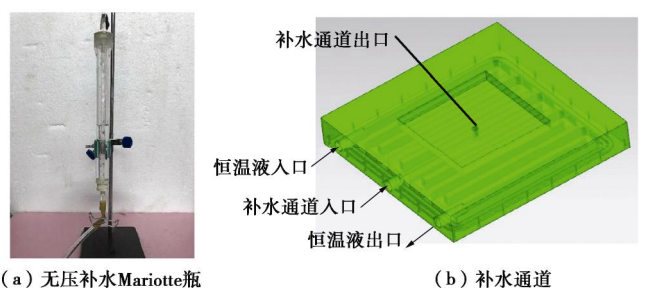 补水通道出口
恒温液入口
补水通道入口
恒温液出口
（a）无压补水Mariotte瓶
（b）补水通道